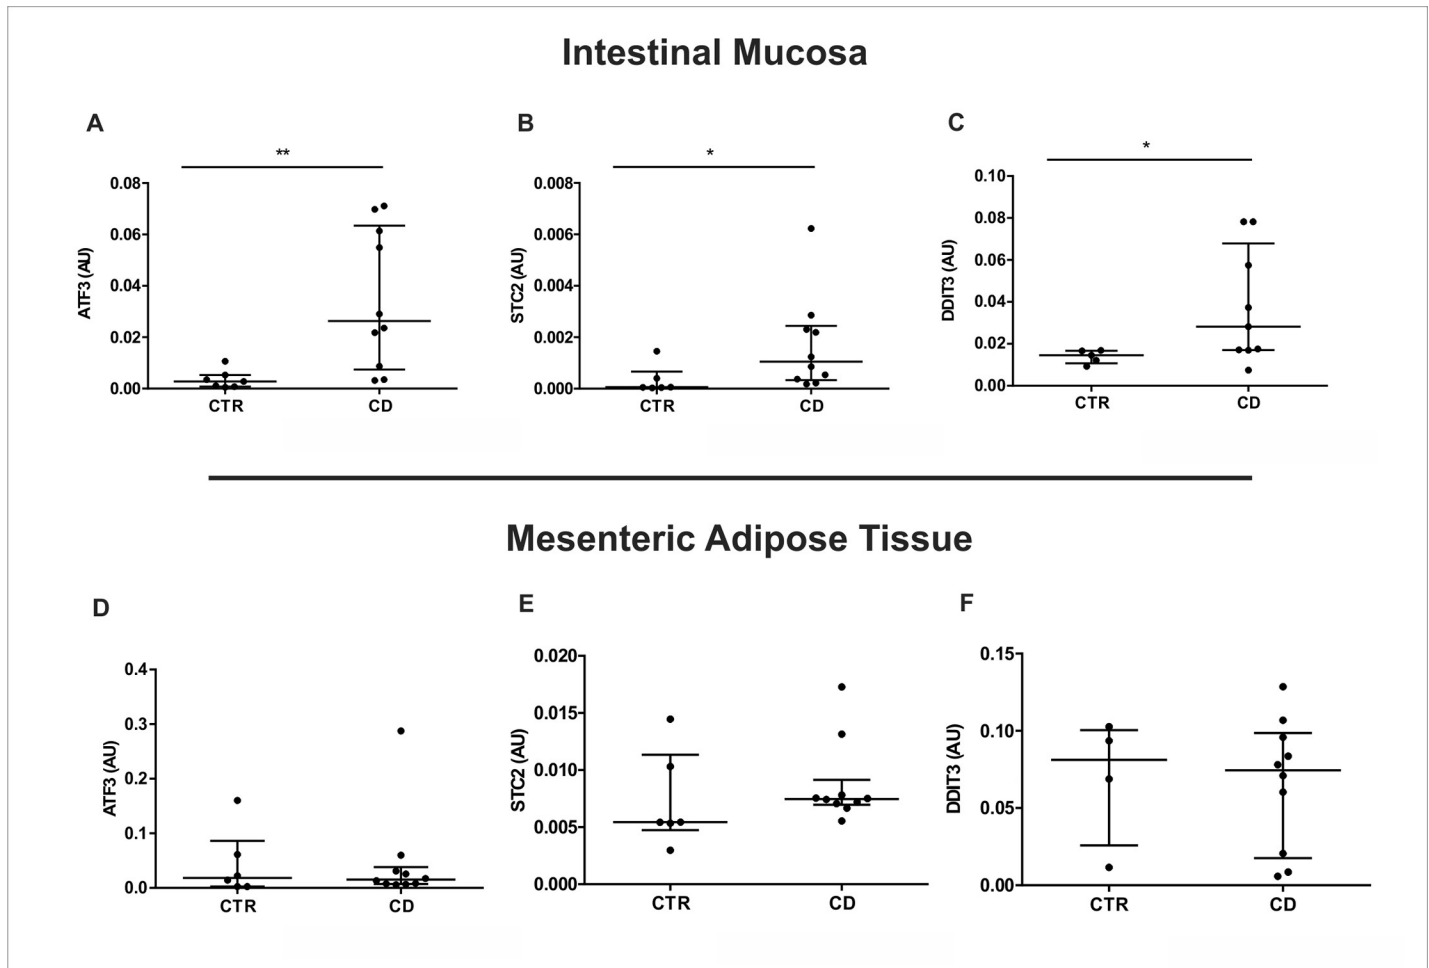 Intestinal Mucosa
A
B
C
**
*
*
0.08
0.06
0.04
0.02
0.00
ATF3 (AU)
CTR
CD
0.008
0.006
0.004
0.002
0.000
STC2 (AU)
CTR
CD
0.10
0.08
0.06
0.04
0.02
0.00
DDIT3 (AU)
CTR
CD
Mesenteric Adipose Tissue
D
E
F
0.4
0.3
0.2
0.1
0.0
ATF3 (AU)
CTR
CD
0.020
0.015
0.010
0.005
0.000
STC2 (AU)
CTR
CD
0.15
0.10
0.05
0.00
DDIT3 (AU)
CTR
CD